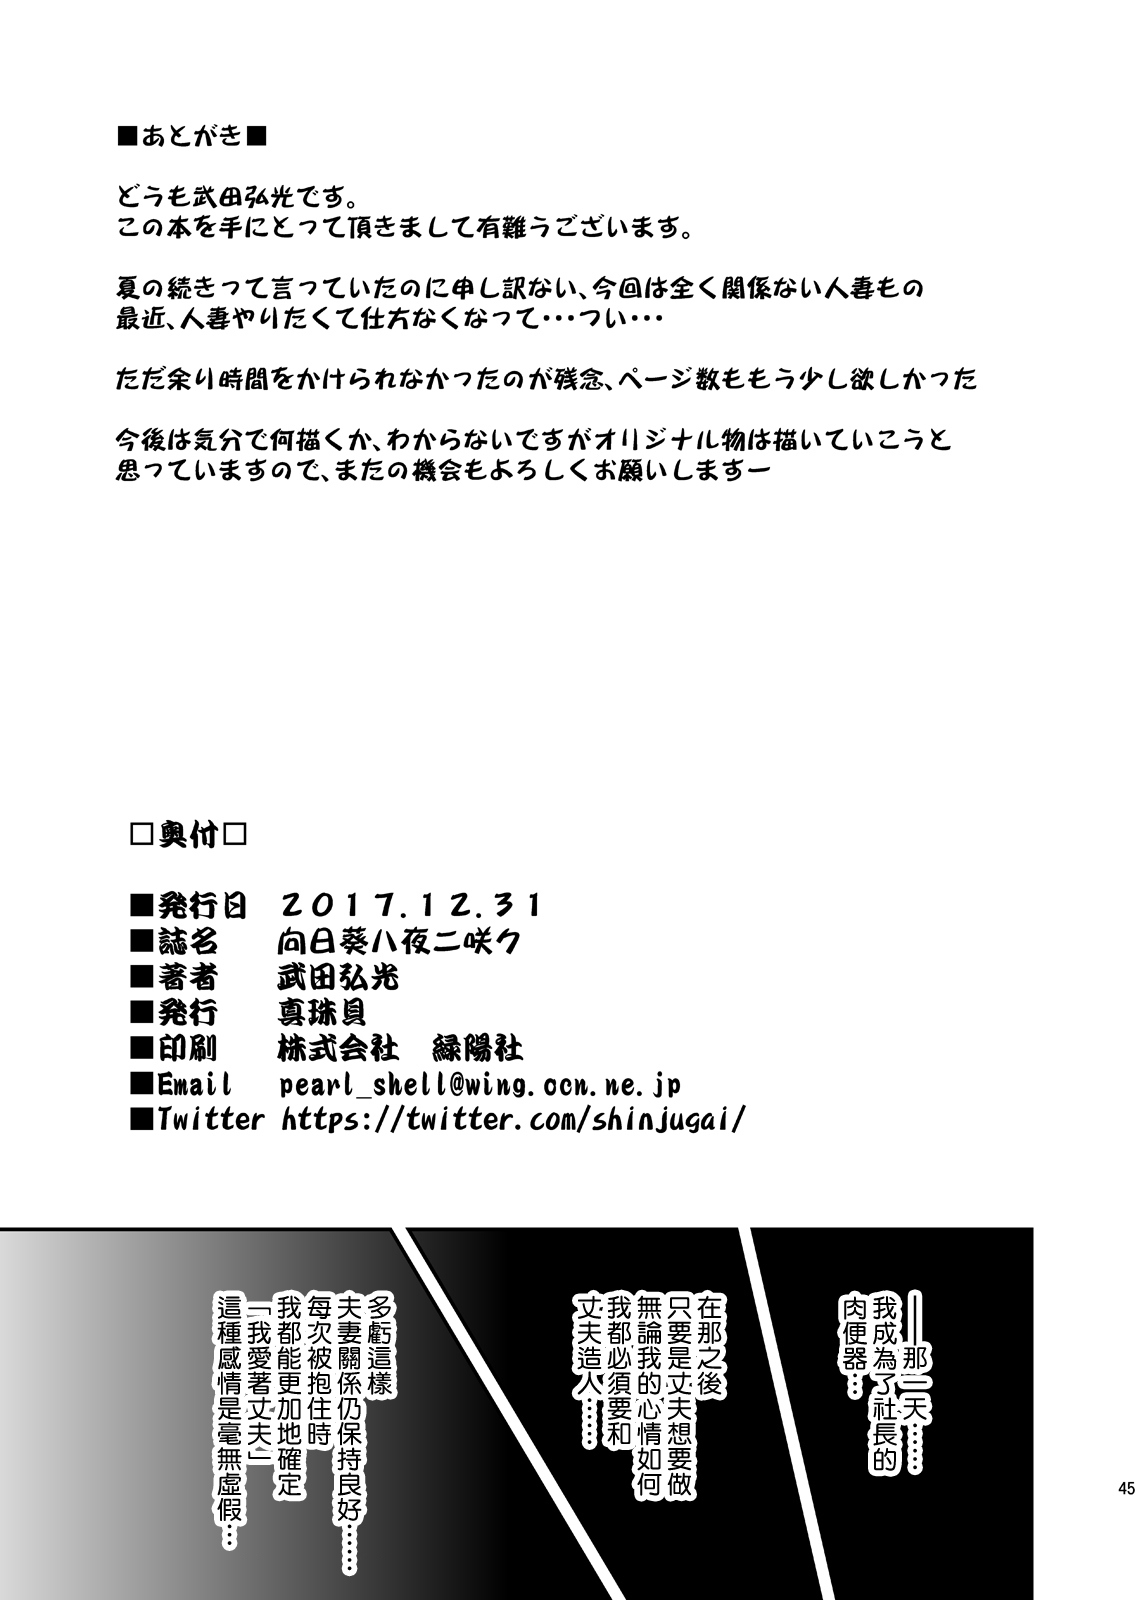 ■あとがき■
どうも武田弘光です。
この本を手にとって頂きまして有難うございます。
夏の続きって言っていたのに申し訳ない、今回は全く関係ない人妻もの
最近、人妻やりたくて仕方なくなって・・・つい・・・
ただ余り時間をかけられなかったのが残念、ページ数ももう少し欲しかった
今後は気分で何描くか、わからないですがオリジナル物は描いていこうと
思っていますので、またの機会もよろしくお願いしますー
□奥付□
■発行日　２０１７.１２.３１
■誌名　　向日葵ハ夜ニ咲ク
■著者　　武田弘光
■発行　　真珠貝
■印刷　　株式会社　緑陽社
■Email　pearl_shell@wing.ocn.ne.jp
■Twitter https://twitter.com/shinjugai/
──那一天……
我成為了社長的
肉便器…
在那之後
只要是丈夫想要做
無論我的心情如何
我都必須要和
丈夫造人……
多虧這樣
夫妻關係仍保持良好……
每次被抱住時
我都能更加地確定
「我愛著丈夫」
這種感情是毫無虛假…
45